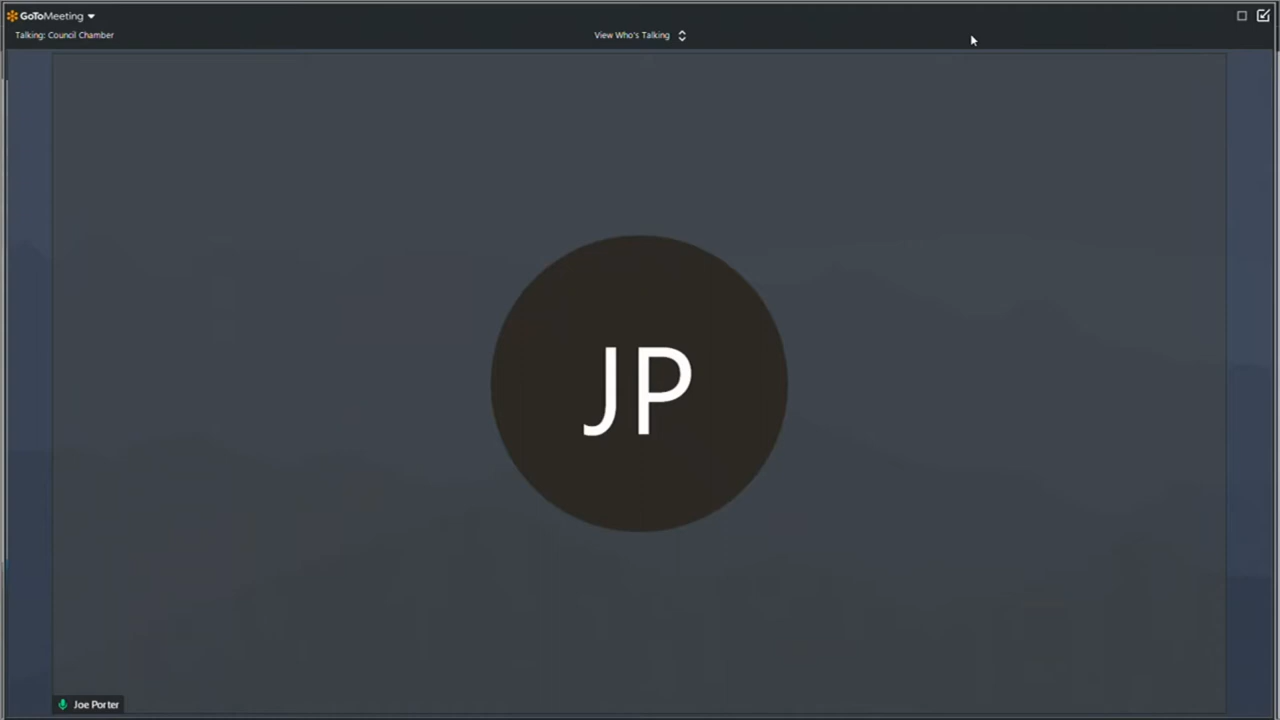 GoToMeeting
Talking: Council Chamber
View Who's Talking
JP
Joe Porter